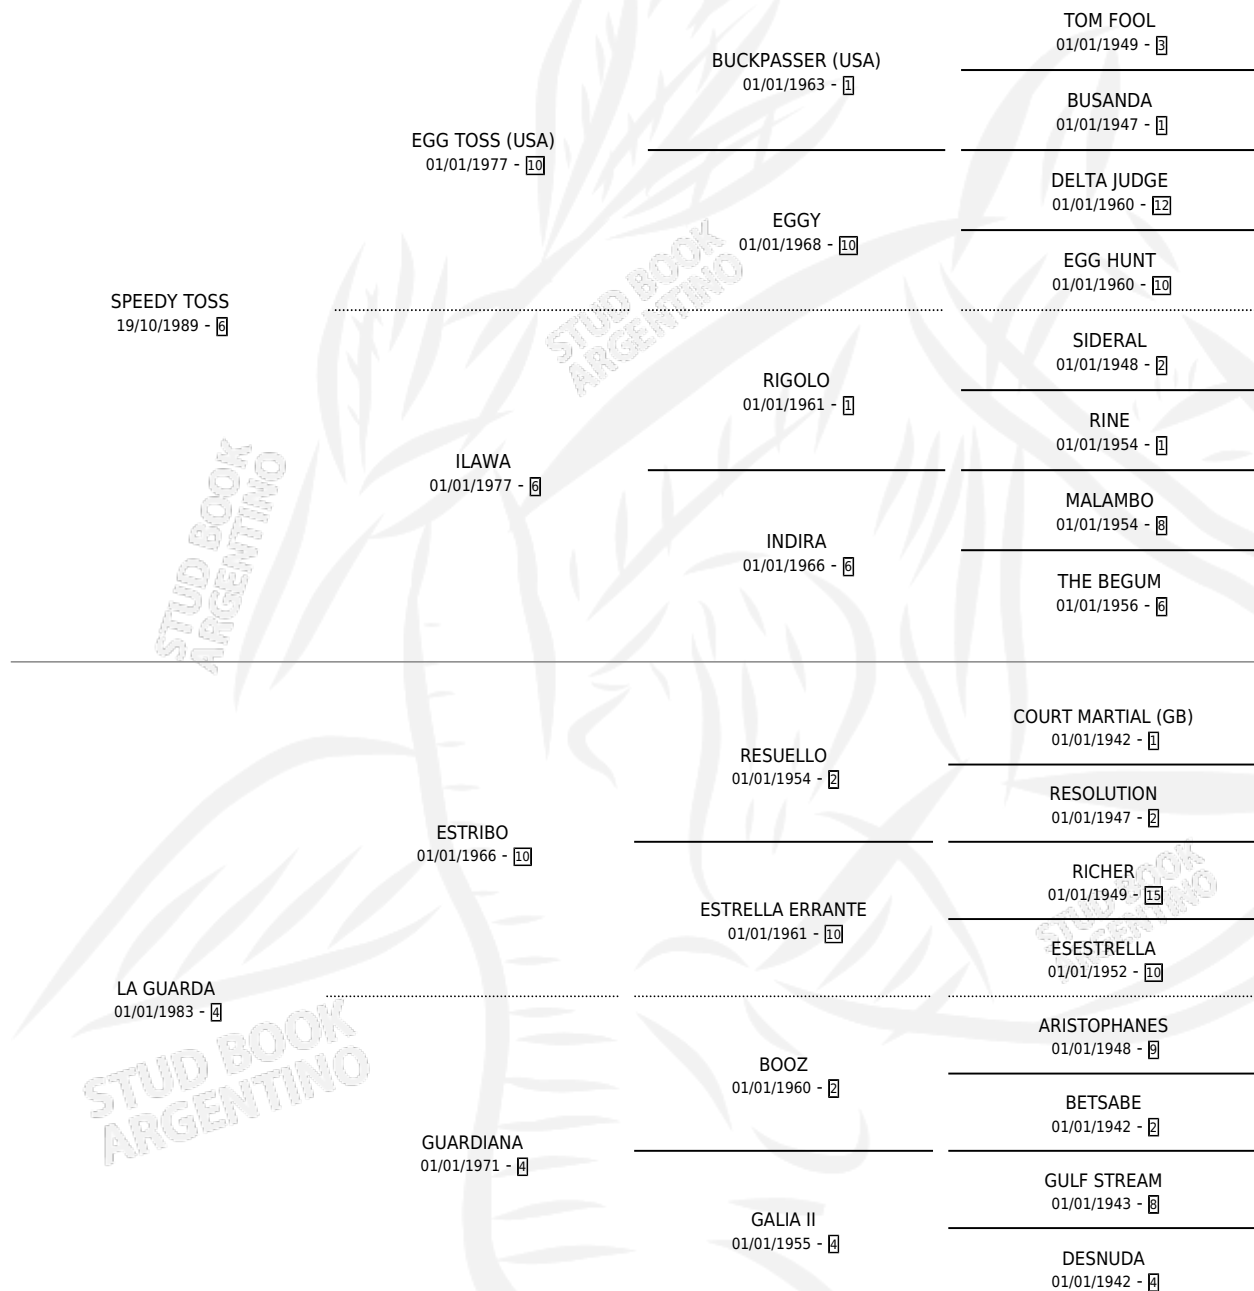 TOM FOOL
01/01/1949 - 3
BUCKPASSER (USA)
01/01/1963 - 1
BUSANDA
01/01/1947 - 1
EGG TOSS (USA)
01/01/1977 - 10
DELTA JUDGE
01/01/1960 - 12
EGGY
01/01/1968 - 10
EGG HUNT
01/01/1960 - 10
SPEEDY TOSS
19/10/1989 - 6
SIDERAL
01/01/1948 - 2
RIGOLO
01/01/1961 - 1
RINE
01/01/1954 - 1
ILAWA
01/01/1977 - 6
MALAMBO
01/01/1954 - 8
INDIRA
01/01/1966 - 6
THE BEGUM
01/01/1956 - 6
COURT MARTIAL (GB)
01/01/1942 - 1
RESUELLO
01/01/1954 - 2
RESOLUTION
01/01/1947 - 2
ESTRIBO
01/01/1966 - 10
RICHER
01/01/1949 - 15
ESTRELLA ERRANTE
01/01/1961 - 10
ESESTRELLA
01/01/1952 - 10
LA GUARDA
01/01/1983 - 4
ARISTOPHANES
01/01/1948 - 9
BOOZ
01/01/1960 - 2
BETSABE
01/01/1942 - 2
GUARDIANA
01/01/1971 - 4
GULF STREAM
01/01/1943 - 8
GALIA II
01/01/1955 - 4
DESNUDA
01/01/1942 - 4
STUD BOOK
ARGENTINO
STUD BOOK
ARGENTINO
STUD BOOK
ARGENTINO
STUD BOOK
ARGENTINO